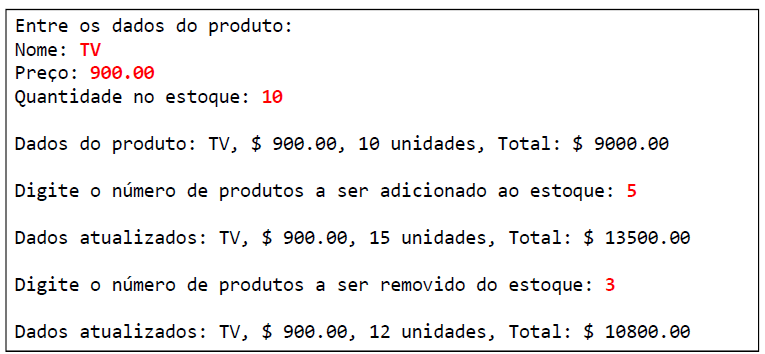 Entre os dados do produto:
Nome: TV
Preço: 900.00
Quantidade no estoque: 10
Dados do produto: TV, $ 900.00, 10 unidades, Total: $ 9000.00
Digite o número de produtos a ser adicionado ao estoque: 5
Dados atualizados: TV, $ 900.00, 15 unidades, Total: $ 13500.00
Digite o número de produtos a ser removido do estoque: 3
Dados atualizados: TV, $ 900.00, 12 unidades, Total: $ 10800.00